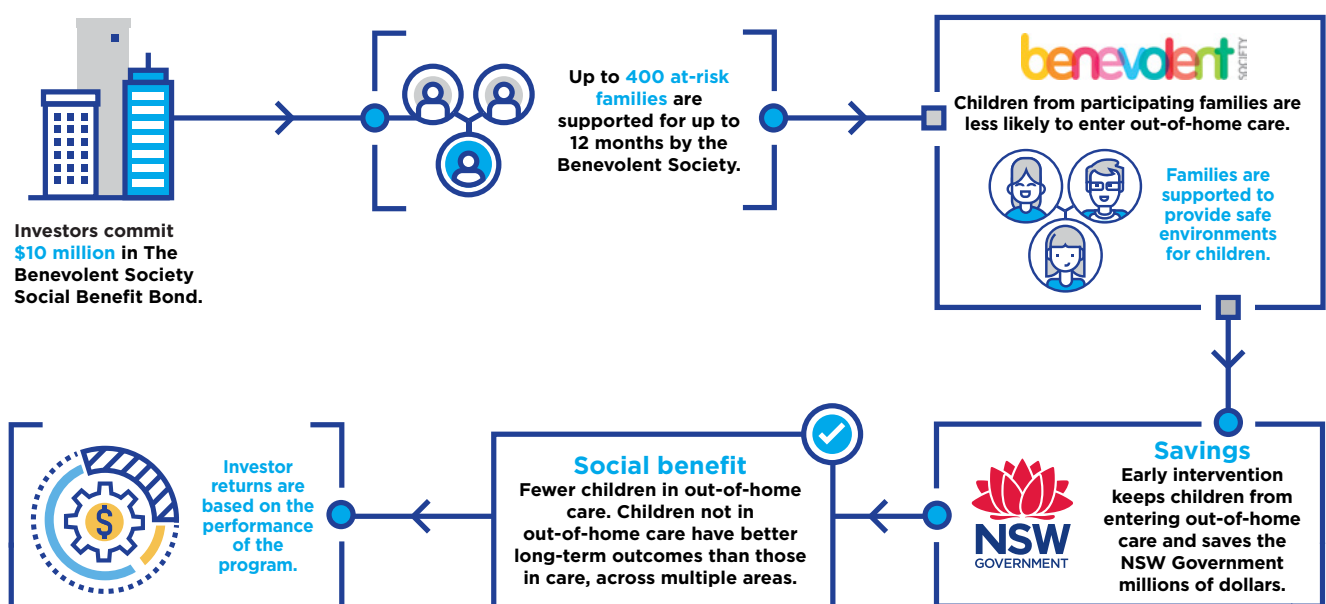 Investors commit
$10 million in The
Benevolent Society
Social Benefit Bond.
Up to 400 at-risk
families are
supported for up to
12 months by the
Benevolent Society.
benevolent
SOCIETY
Children from participating families are
less likely to enter out-of-home care.
Families are
supported to
provide safe
environments
for children.
Savings
Early intervention
keeps children from
entering out-of-home
care and saves the
NSW Government
millions of dollars.
NSW
GOVERNMENT
Social benefit
Fewer children in out-of-home
care. Children not in
out-of-home care have better
long-term outcomes than those
in care, across multiple areas.
Investor
returns are
based on the
performance
of the
program.
$